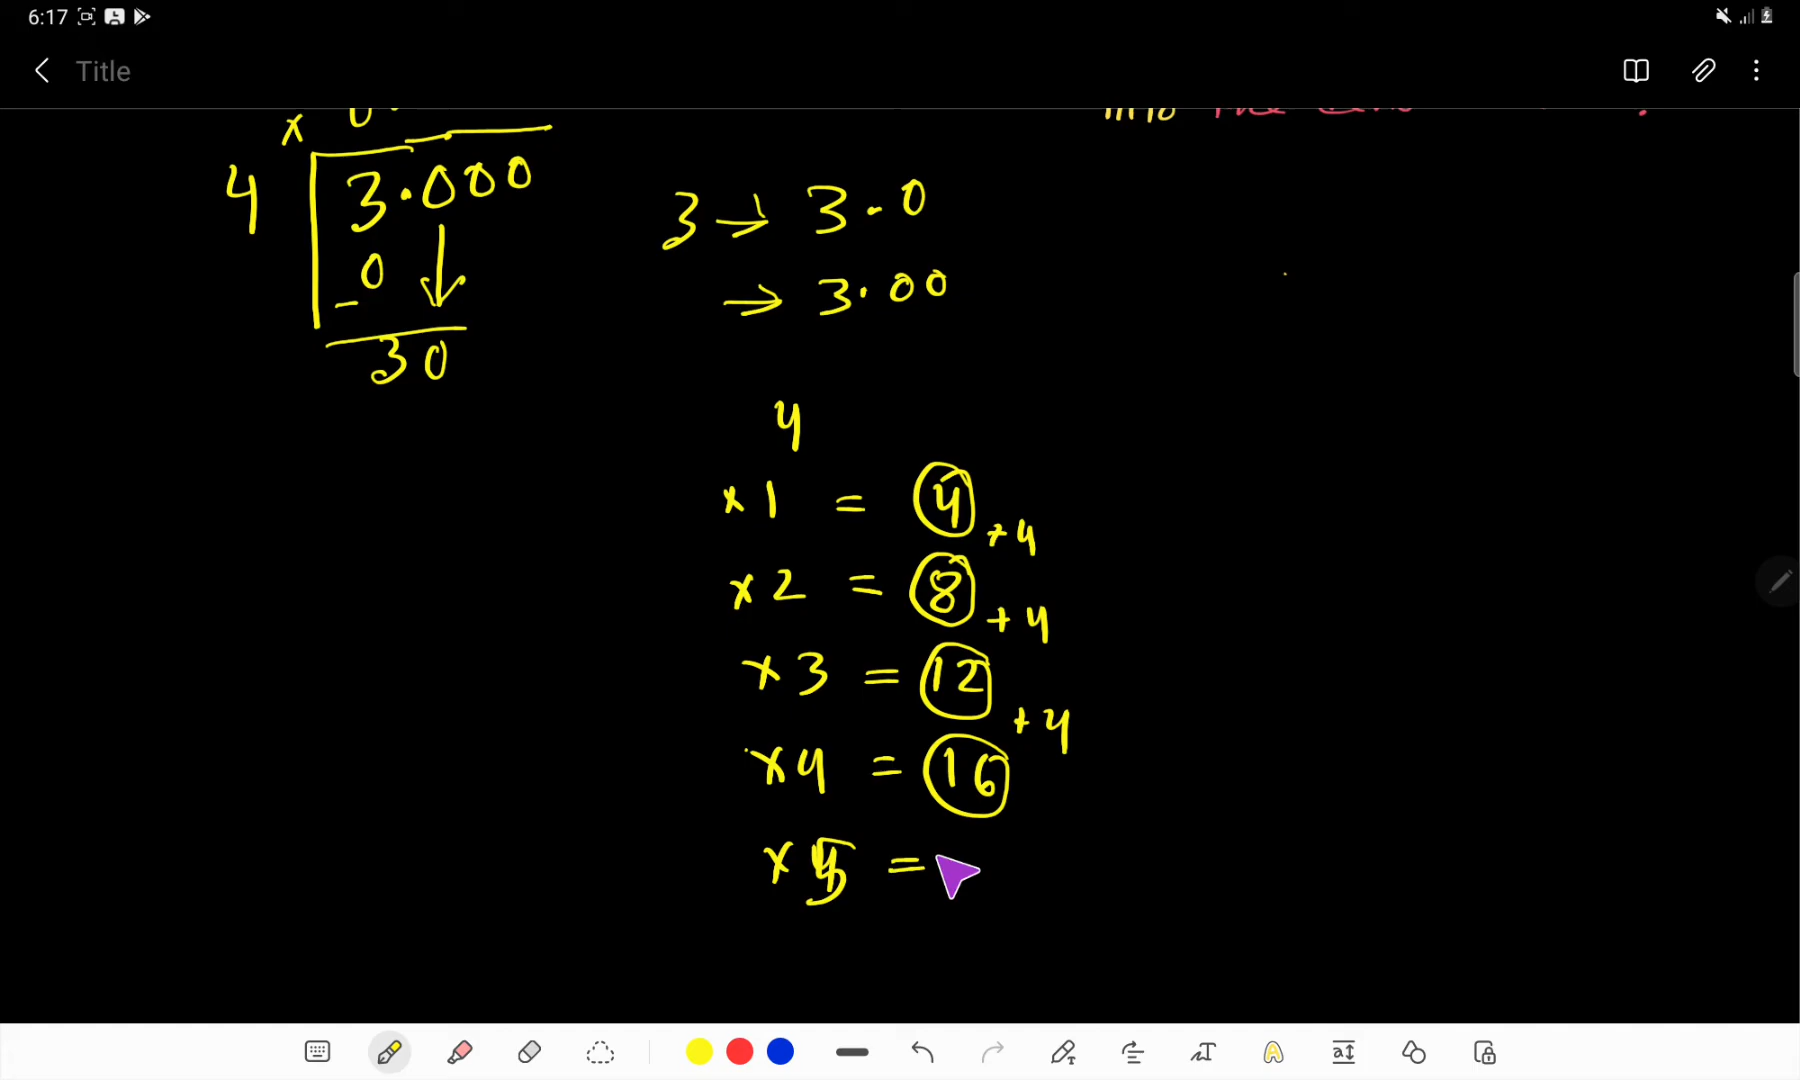 6:17
Title
× 0.
4 3.000
- 0
30
3 → 3.0
→ 3.00
4
×1 = 4 +4
×2 = 8 +4
×3 = 12 +4
×4 = 16
×5 =